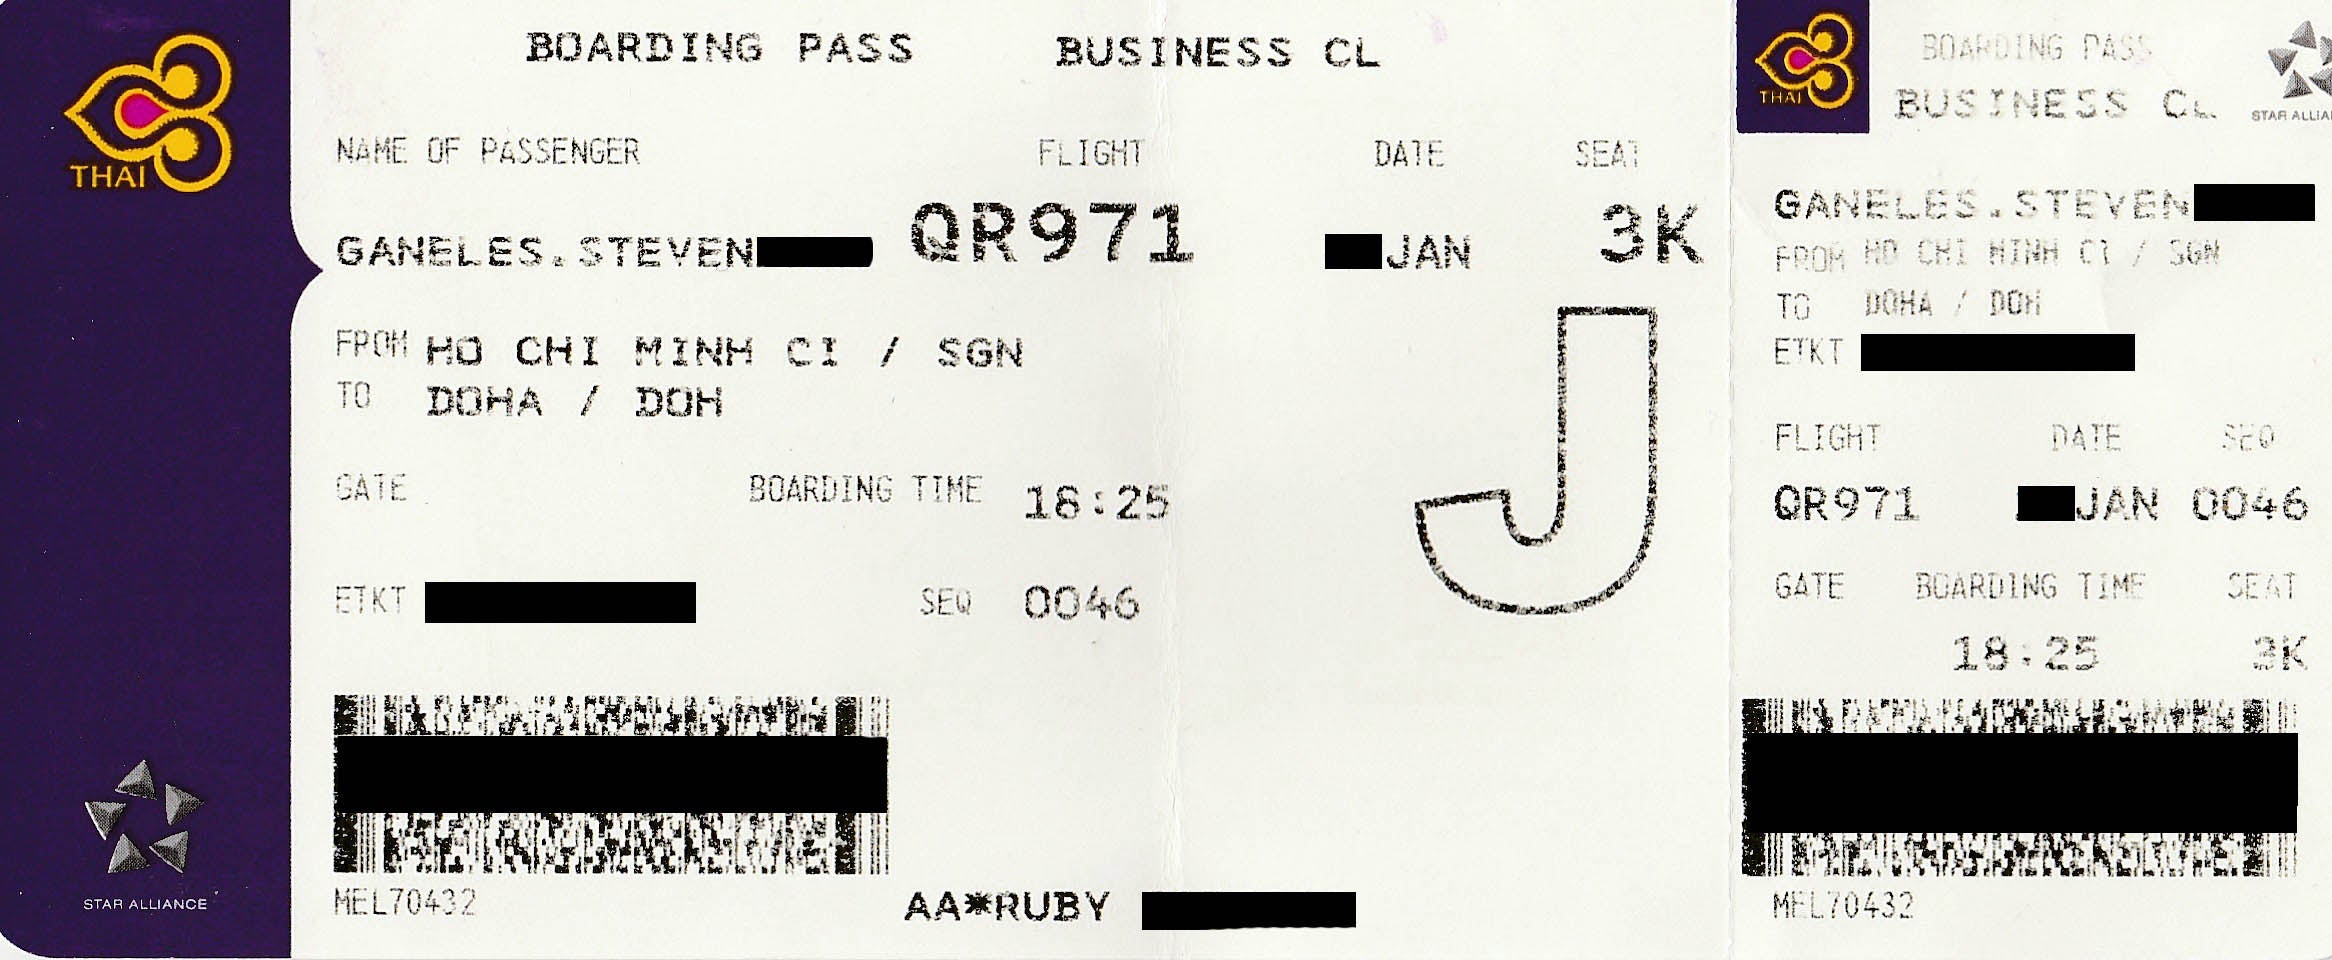 THAI
BOARDING PASS BUSINESS CL
NAME OF PASSENGER FLIGHT DATE SEAT
GANELES.STEVEN QR971 JAN 3K
FROM HO CHI MINH CI / SGN
TO DOHA / DOH
GATE BOARDING TIME 18:25
ETKT SEQ 0046
J
MEL70432 AA*RUBY
STAR ALLIANCE
THAI
BOARDING PASS
BUSINESS CL
STAR ALLIA
GANELES.STEVEN
FROM HO CHI MINH CI / SGN
TO DOHA / DOH
ETKT
FLIGHT DATE SEQ
QR971 JAN 0046
GATE BOARDING TIME SEAT
18:25 3K
MEL70432